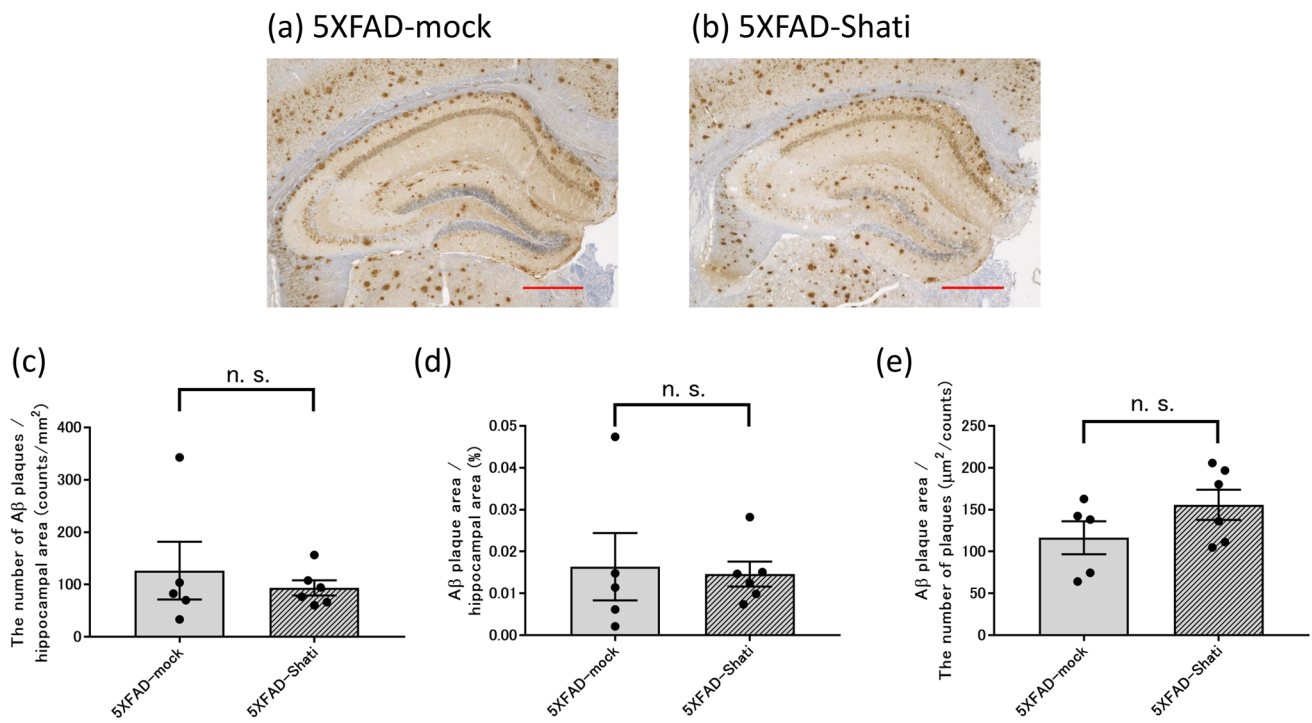 (a) 5XFAD-mock
(b) 5XFAD-Shati
(c)
n. s.
The number of Aβ plaques /
hippocampal area (counts/mm²)
400
300
200
100
0
5XFAD-mock
5XFAD-Shati
(d)
n. s.
Aβ plaque area /
hippocampal area (%)
0.05
0.04
0.03
0.02
0.01
0.00
5XFAD-mock
5XFAD-Shati
(e)
n. s.
Aβ plaque area /
The number of plaques (μm²/counts)
250
200
150
100
50
0
5XFAD-mock
5XFAD-Shati